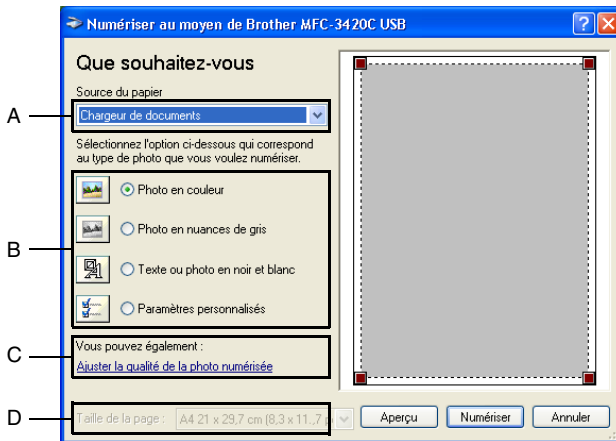 Numériser au moyen de Brother MFC-3420C USB
Que souhaitez-vous
Source du papier
A
Chargeur de documents
Sélectionnez l'option ci-dessous qui correspond
au type de photo que vous voulez numériser.
Photo en couleur
Photo en nuances de gris
B
Texte ou photo en noir et blanc
Paramètres personnalisés
Vous pouvez également :
C
Ajuster la qualité de la photo numérisée
D
Taille de la page : A4 21 x 29,7 cm (8,3 x 11.,7 p
Aperçu Numériser Annuler